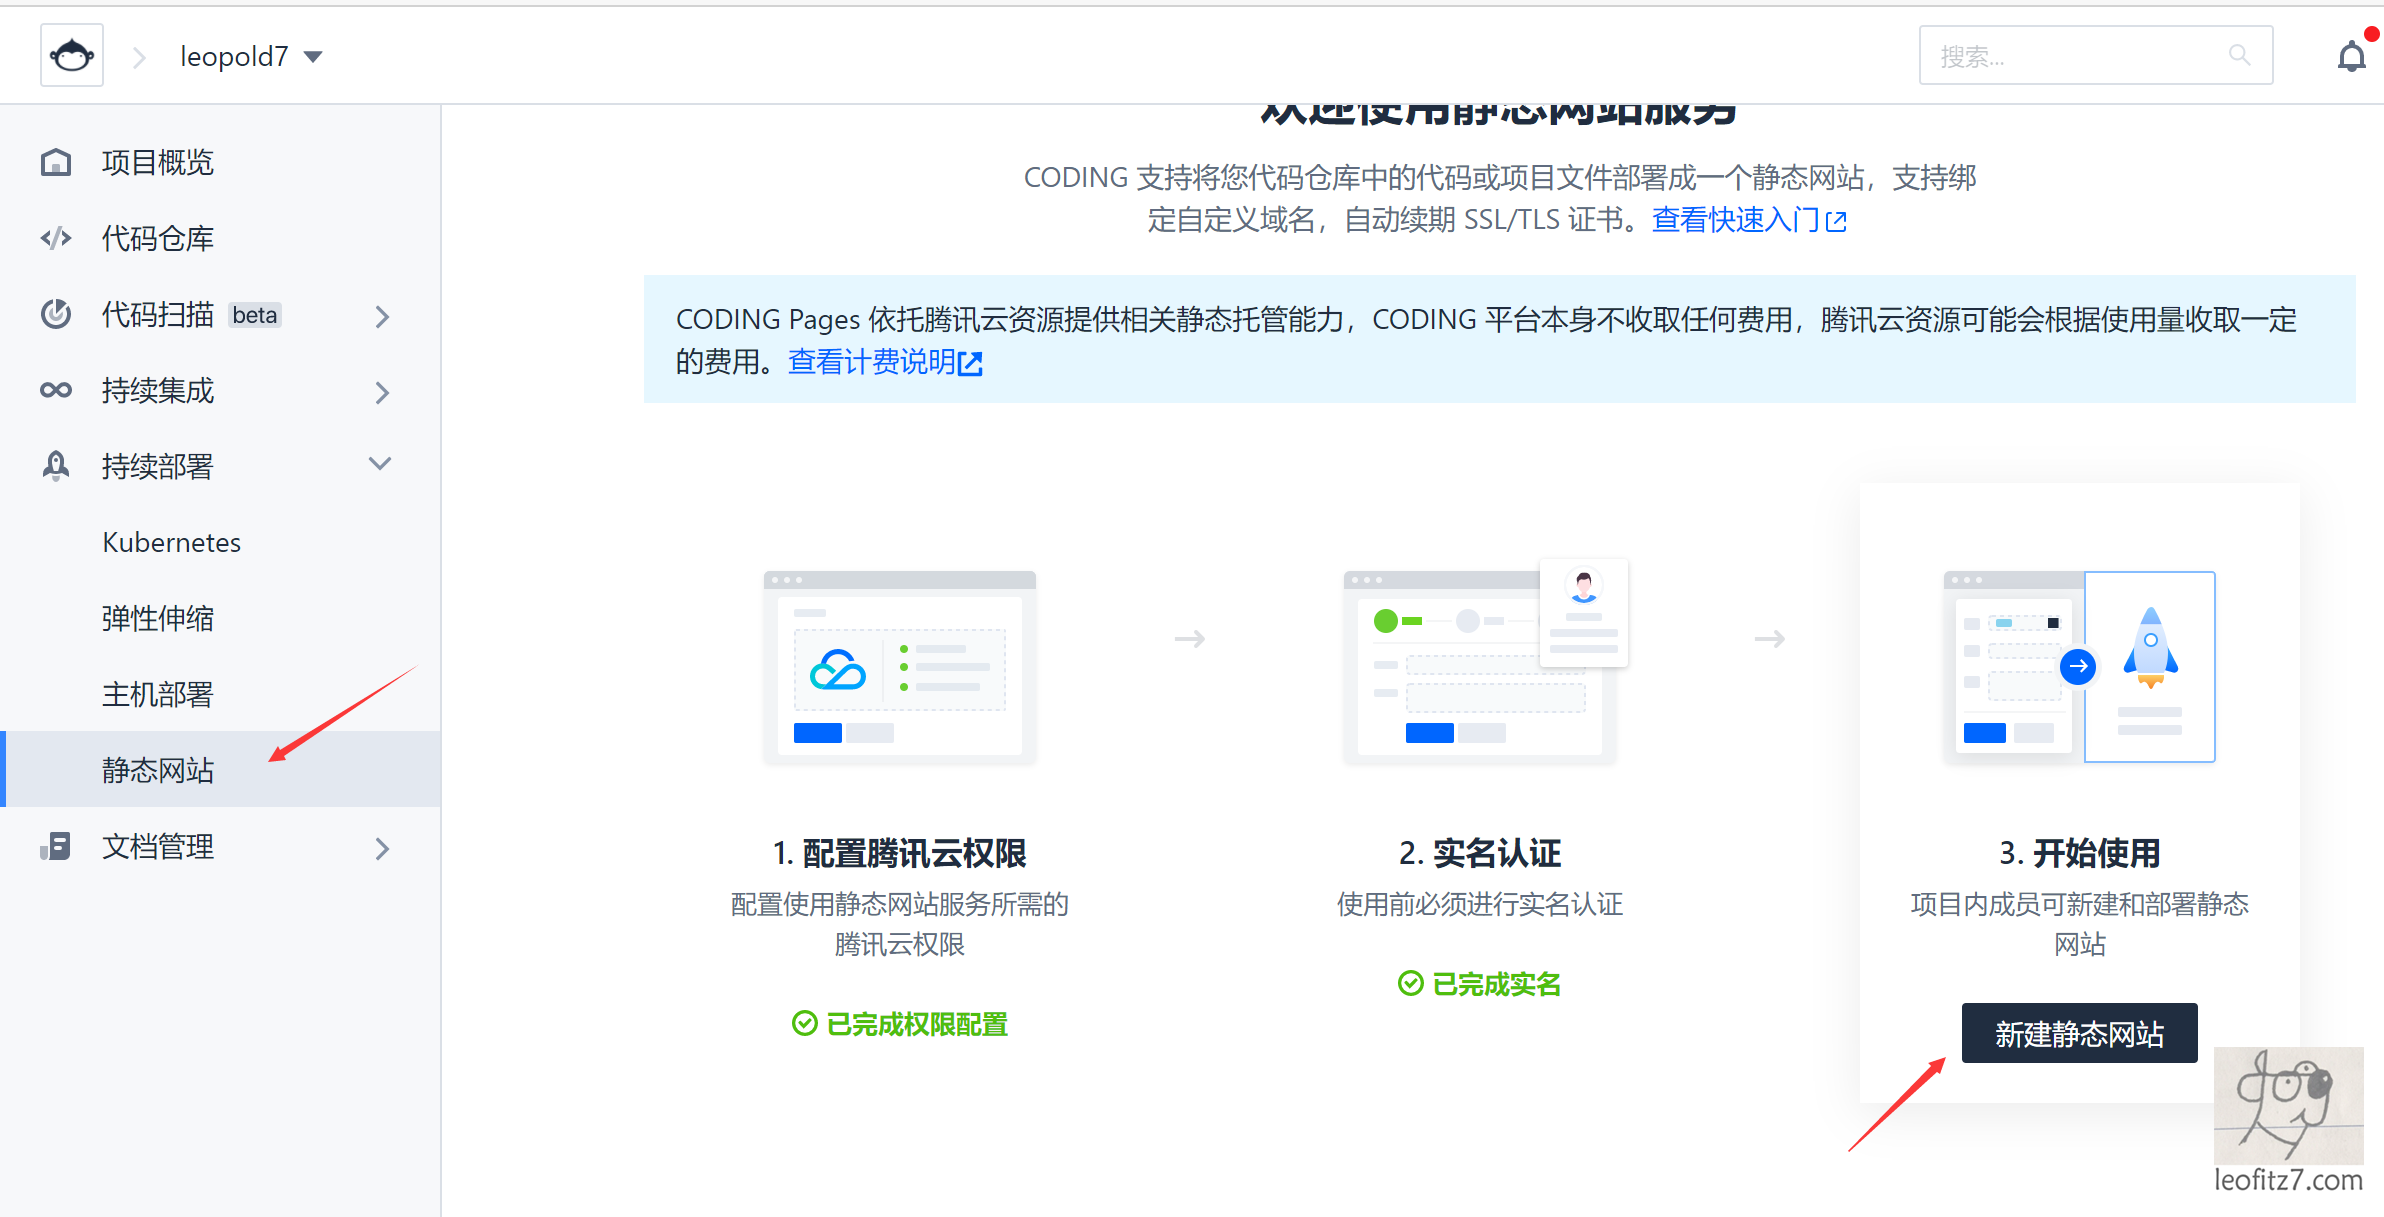 leopold7
搜索...
项目概览
代码仓库
代码扫描 beta
持续集成
持续部署
Kubernetes
弹性伸缩
主机部署
静态网站
文档管理
欢迎使用静态网站服务
CODING 支持将您代码仓库中的代码或项目文件部署成一个静态网站，支持绑
定自定义域名，自动续期 SSL/TLS 证书。查看快速入门
CODING Pages 依托腾讯云资源提供相关静态托管能力，CODING 平台本身不收取任何费用，腾讯云资源可能会根据使用量收取一定
的费用。查看计费说明
1. 配置腾讯云权限
配置使用静态网站服务所需的
腾讯云权限
已完成权限配置
2. 实名认证
使用前必须进行实名认证
已完成实名
3. 开始使用
项目内成员可新建和部署静态
网站
新建静态网站
dog
leofitz7.com